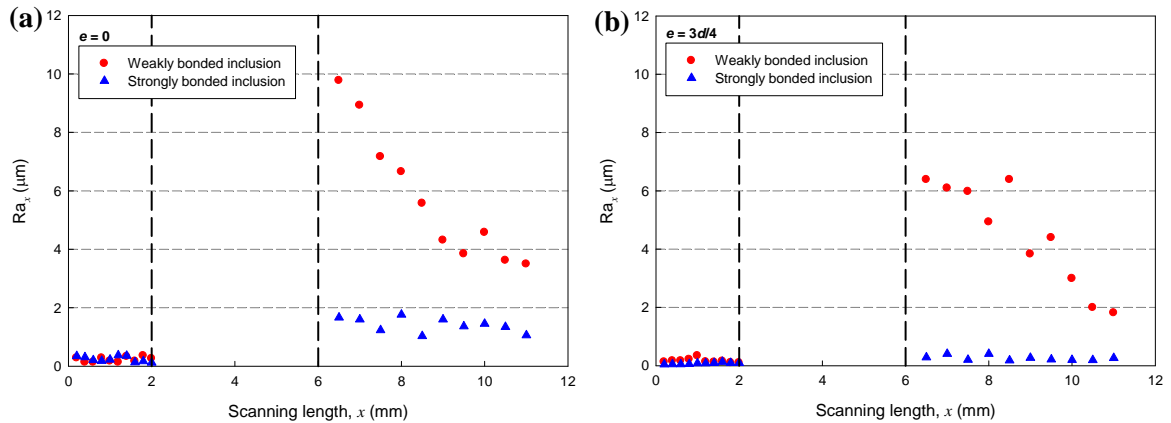 (a)
e = 0
Weakly bonded inclusion
Strongly bonded inclusion
12
10
8
6
4
2
0
Raₓ (μm)
0 2 4 6 8 10 12
Scanning length, x (mm)
(b)
e = 3d/4
Weakly bonded inclusion
Strongly bonded inclusion
12
10
8
6
4
2
0
Raₓ (μm)
0 2 4 6 8 10 12
Scanning length, x (mm)